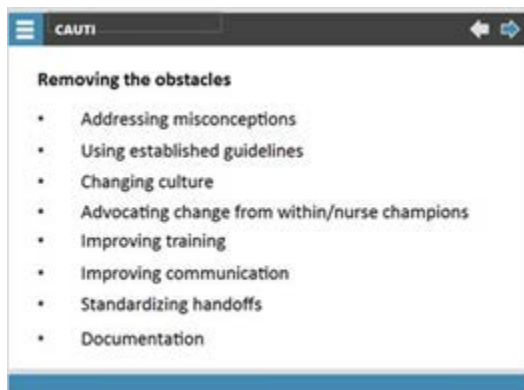 CAUTI
Removing the obstacles
• Addressing misconceptions
• Using established guidelines
• Changing culture
• Advocating change from within/nurse champions
• Improving training
• Improving communication
• Standardizing handoffs
• Documentation